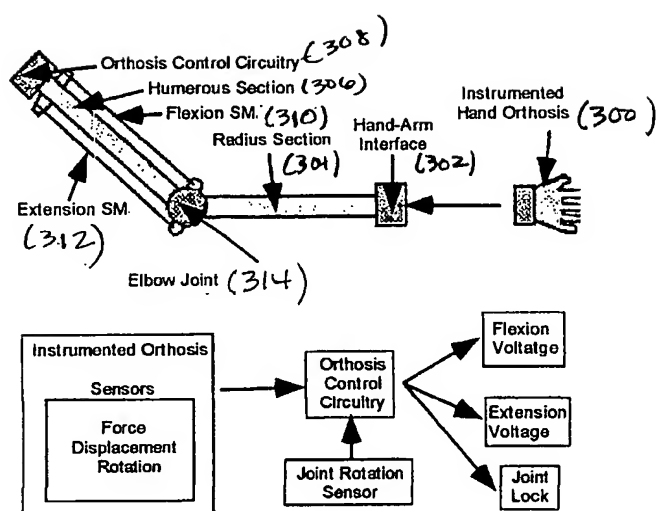 Orthosis Control Circuitry (308)
Humerous Section (306)
Flexion SM. (310)
Radius Section
(304)
Hand-Arm
Interface
(302)
Instrumented
Hand Orthosis
(300)
Extension SM.
(312)
Elbow Joint (314)
Instrumented Orthosis
Sensors
Force
Displacement
Rotation
Orthosis
Control
Circuitry
Joint Rotation
Sensor
Flexion
Voltatge
Extension
Voltage
Joint
Lock